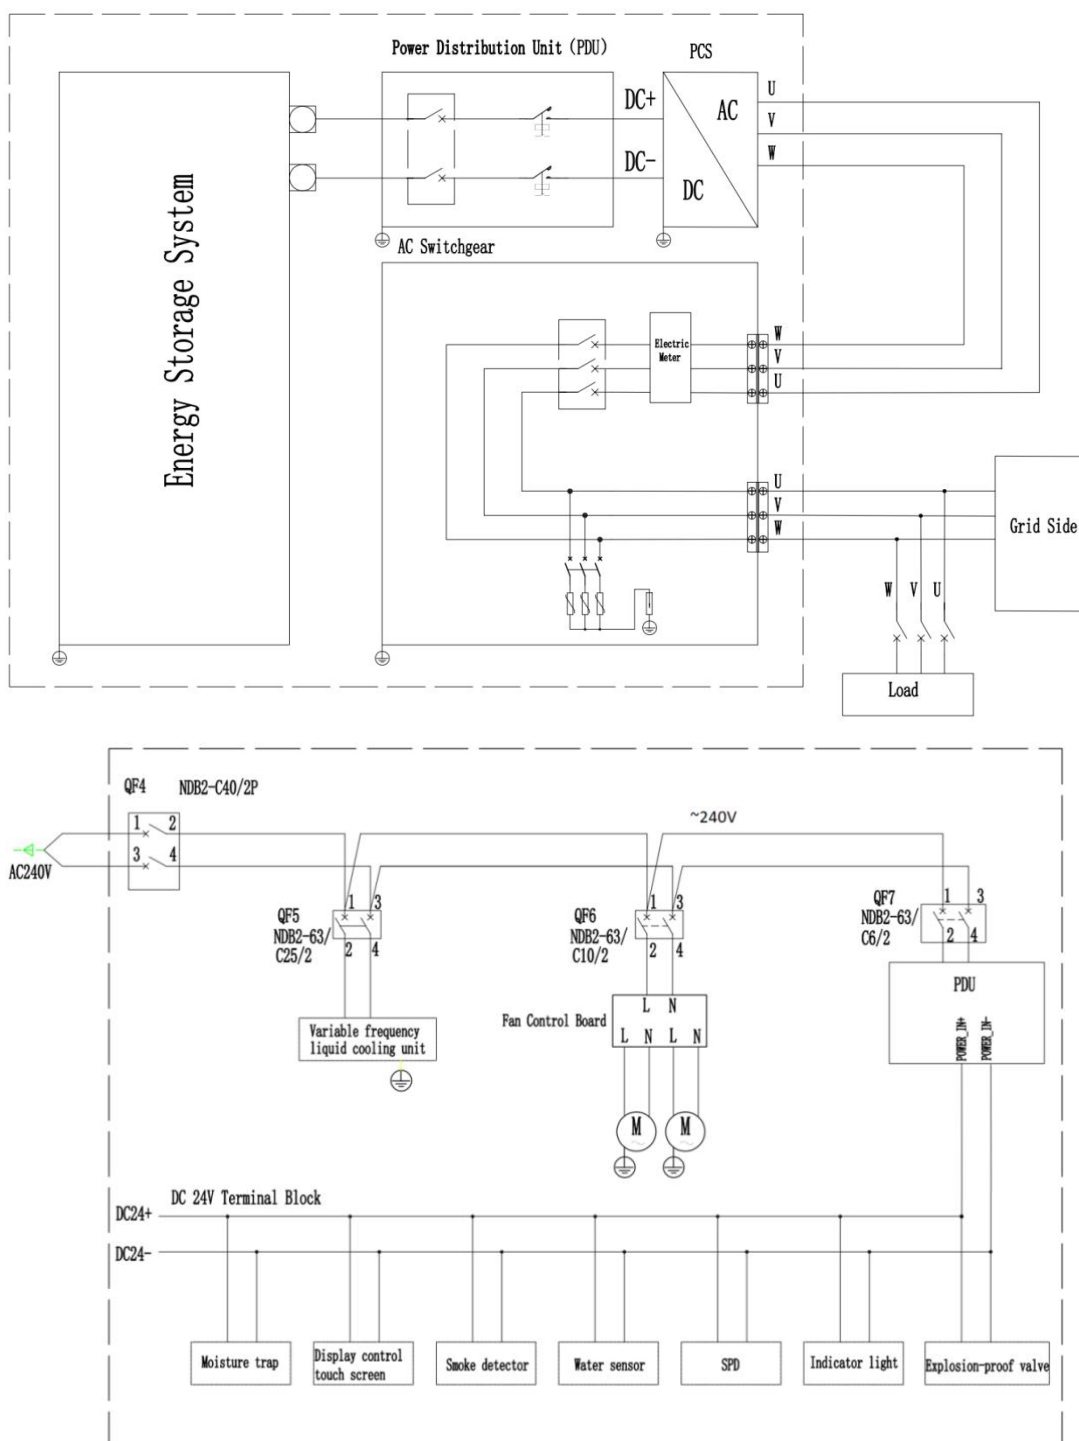 Power Distribution Unit (PDU)
PCS
DC+
DC-
AC
DC
U
V
W
Energy Storage System
AC Switchgear
Electric
Meter
W
V
U
U
V
W
Grid Side
W
V
U
Load
QF4
NDB2-C40/2P
1
2
3
4
AC240V
~240V
QF5
NDB2-63/
C25/2
1
3
2
4
QF6
NDB2-63/
C10/2
1
3
2
4
QF7
NDB2-63/
C6/2
1
3
2
4
Variable frequency
liquid cooling unit
Fan Control Board
L N
L N L N
M
~
M
~
PDU
POWER_IN+
POWER_IN-
DC 24V Terminal Block
DC24+
DC24-
Moisture trap
Display control
touch screen
Smoke detector
Water sensor
SPD
Indicator light
Explosion-proof valve